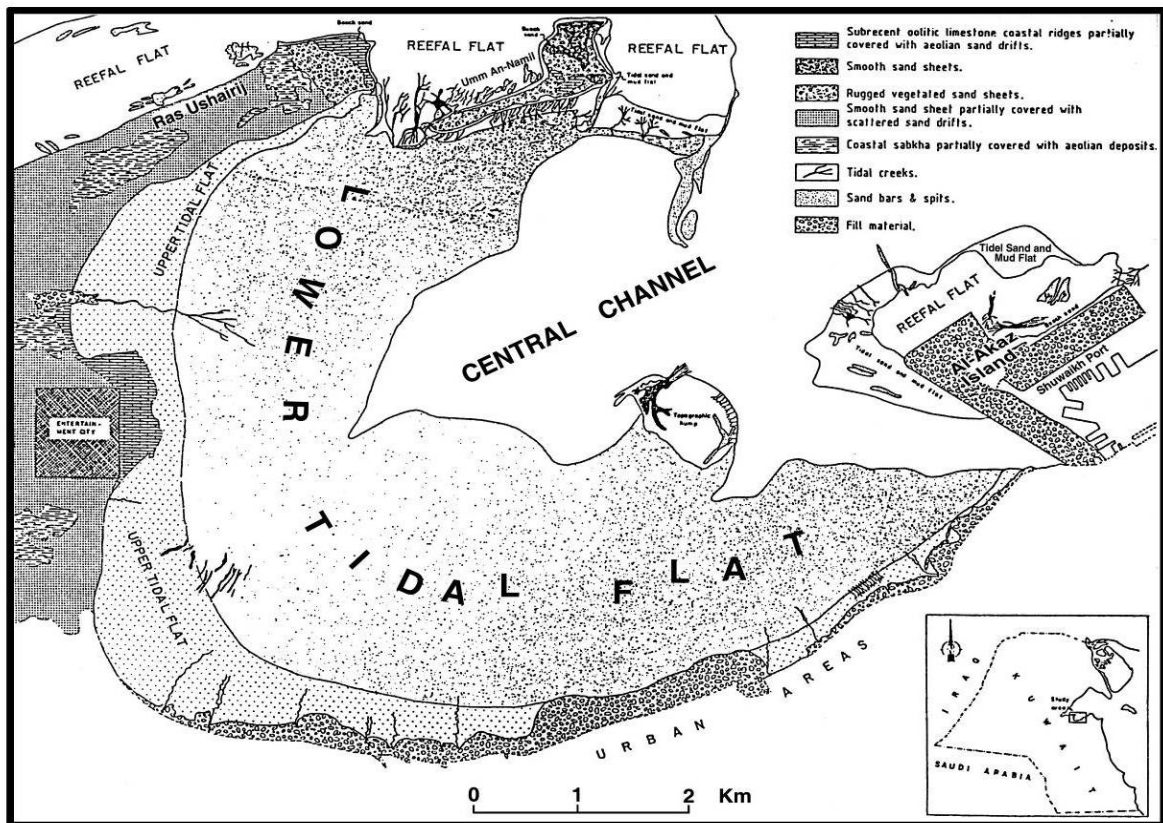 Beach sand
Beach sand
REEFAL FLAT
REEFAL FLAT
REEFAL FLAT
Umm An-Namil
Tidal sand and
mud flat
Ras Ushairij
Subrecent oolitic limestone coastal ridges partially
covered with aeolian sand drifts.
Smooth sand sheets.
Rugged vegetated sand sheets.
Smooth sand sheet partially covered with
scattered sand drifts.
Coastal sabkha partially covered with aeolian deposits.
Tidal creeks.
Sand bars & spits.
Fill material.
UPPER TIDAL FLAT
LOWER TIDAL FLAT
CENTRAL CHANNEL
Tidel Sand and
Mud Flat
REEFAL FLAT
Tidal sand and mud flat
Al'Akaz
Island
Shuwaikh Port
ENTERTAIN-
MENT CITY
Topographic
hump
UPPER TIDAL FLAT
URBAN AREAS
0 1 2 Km
IRAQ
KUWAIT
Study
area
SAUDI ARABIA